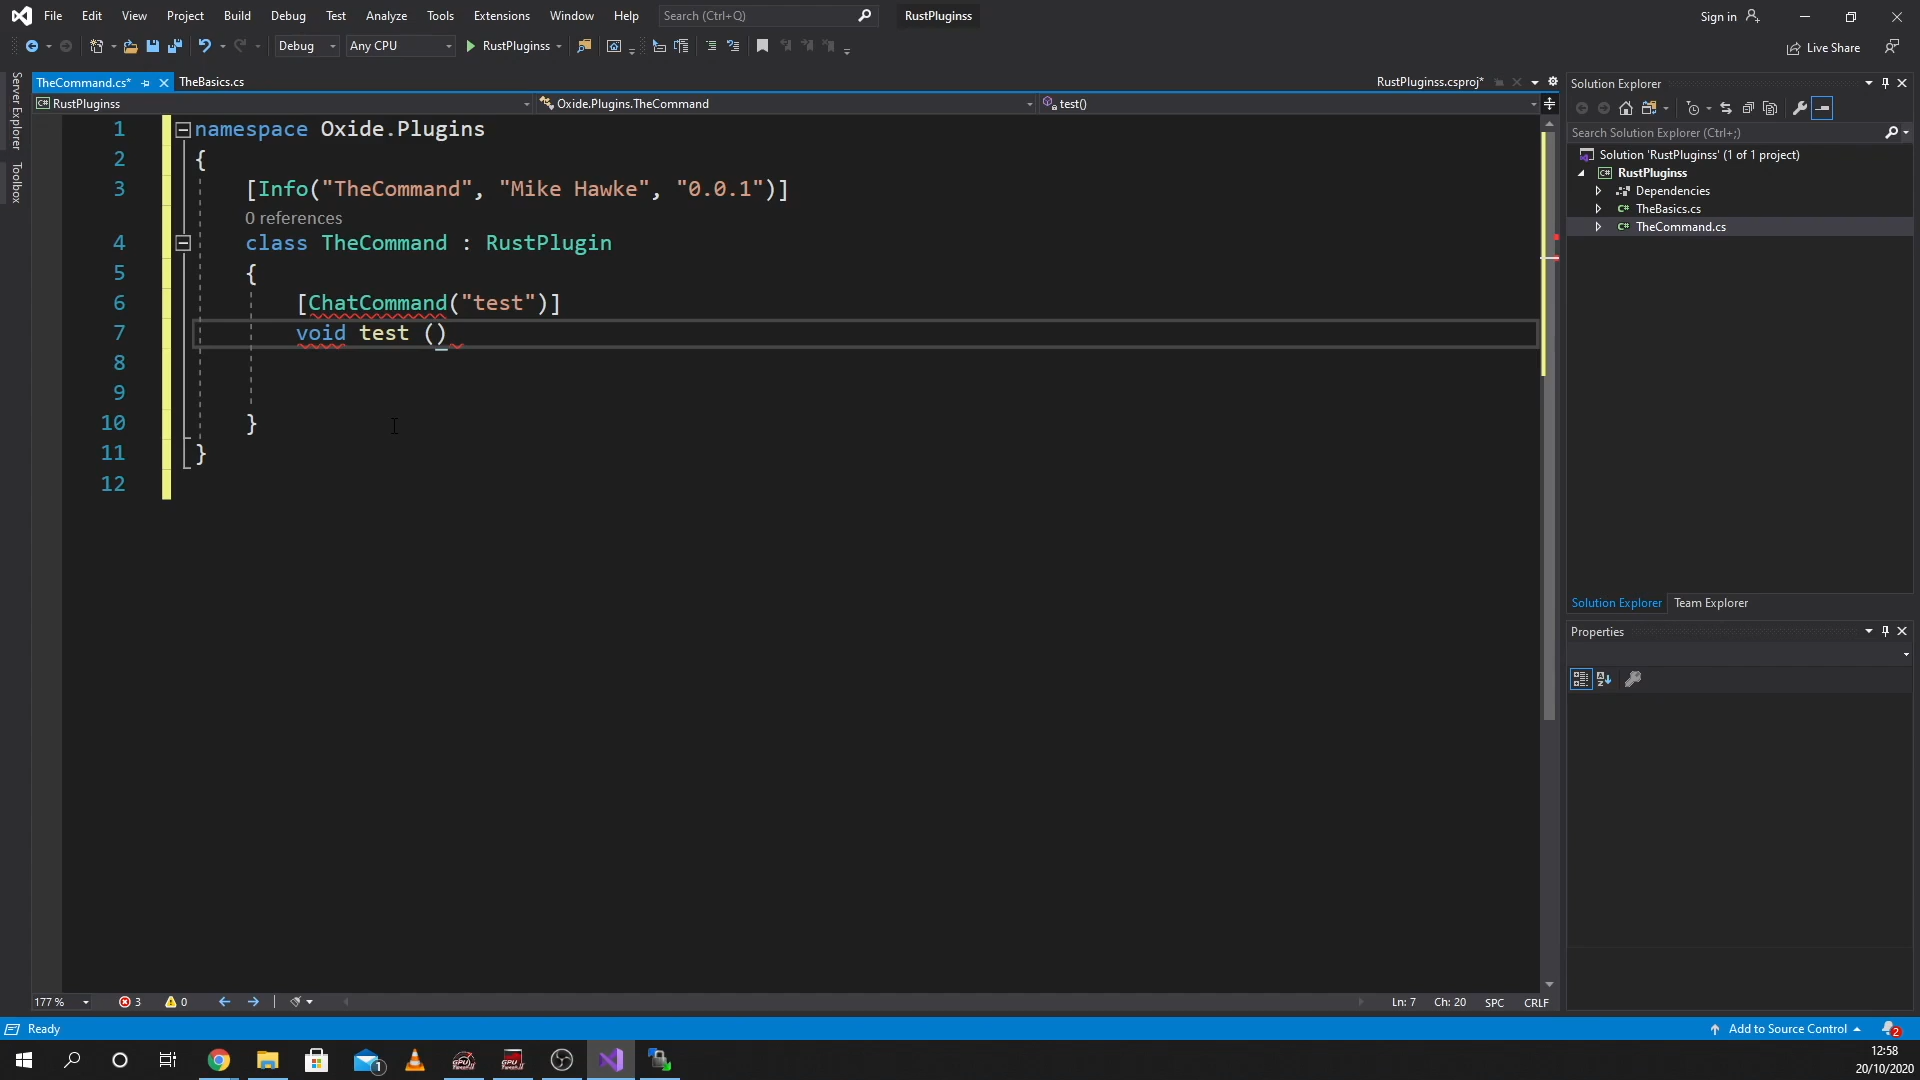 File Edit View Project Build Debug Test Analyze Tools Extensions Window Help Search (Ctrl+Q) RustPluginss Sign in
Debug Any CPU RustPluginss Live Share
Server Explorer
Toolbox
TheCommand.cs* TheBasics.cs RustPluginss.csproj*
RustPluginss Oxide.Plugins.TheCommand test()
1 namespace Oxide.Plugins
2 {
3 [Info("TheCommand", "Mike Hawke", "0.0.1")]
0 references
4 class TheCommand : RustPlugin
5 {
6 [ChatCommand("test")]
7 void test ()
8
9
10 }
11 }
12
177 % 3 0 Ln: 7 Ch: 20 SPC CRLF
Solution Explorer
Search Solution Explorer (Ctrl+;)
Solution 'RustPluginss' (1 of 1 project)
RustPluginss
Dependencies
TheBasics.cs
TheCommand.cs
Solution Explorer Team Explorer
Properties
Ready Add to Source Control 2
1
12:58
20/10/2020